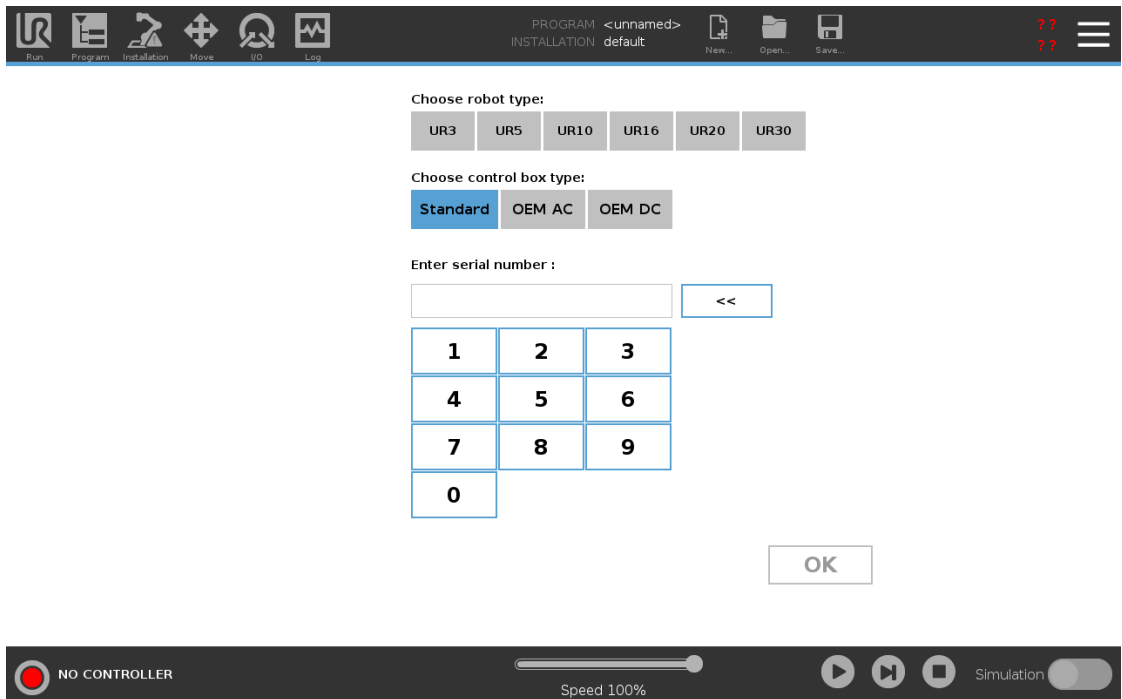 PROGRAM <unnamed>
INSTALLATION default
? ?
? ?
Run Program Installation Move I/O Log New... Open... Save...
Choose robot type:
UR3 UR5 UR10 UR16 UR20 UR30
Choose control box type:
Standard OEM AC OEM DC
Enter serial number :
<<
1 2 3
4 5 6
7 8 9
0
OK
NO CONTROLLER
Speed 100%
Simulation